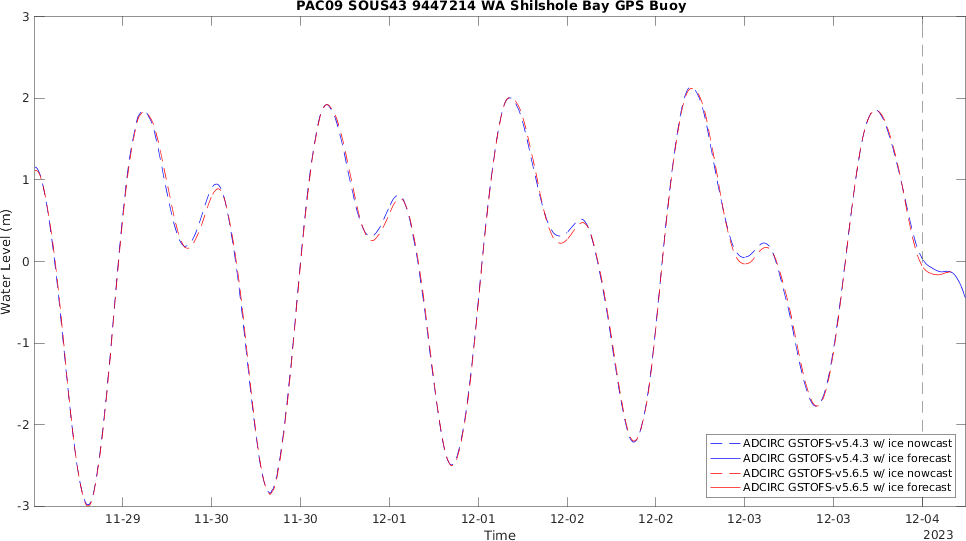 PAC09 SOUS43 9447214 WA Shilshole Bay GPS Buoy
3
2
1
0
-1
-2
-3
Water Level (m)
ADCIRC GSTOFS-v5.4.3 w/ ice nowcast
ADCIRC GSTOFS-v5.4.3 w/ ice forecast
ADCIRC GSTOFS-v5.6.5 w/ ice nowcast
ADCIRC GSTOFS-v5.6.5 w/ ice forecast
11-29 11-30 11-30 12-01 12-01 12-02 12-02 12-03 12-03 12-04
Time
2023